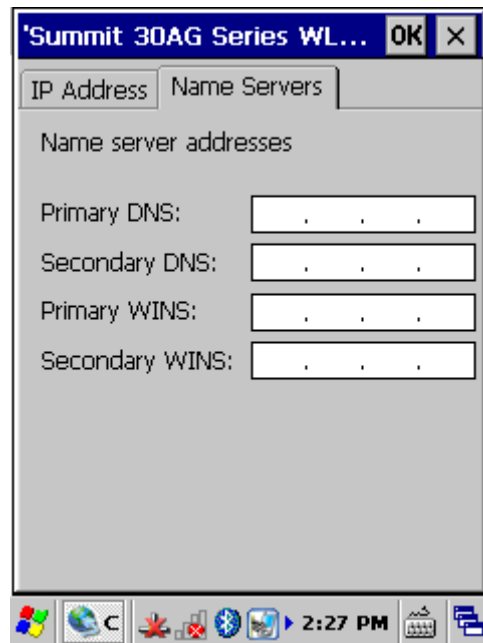 'Summit 30AG Series WL... OK ×
IP Address Name Servers
Name server addresses
Primary DNS: . . .
Secondary DNS: . . .
Primary WINS: . . .
Secondary WINS: . . .
C 2:27 PM